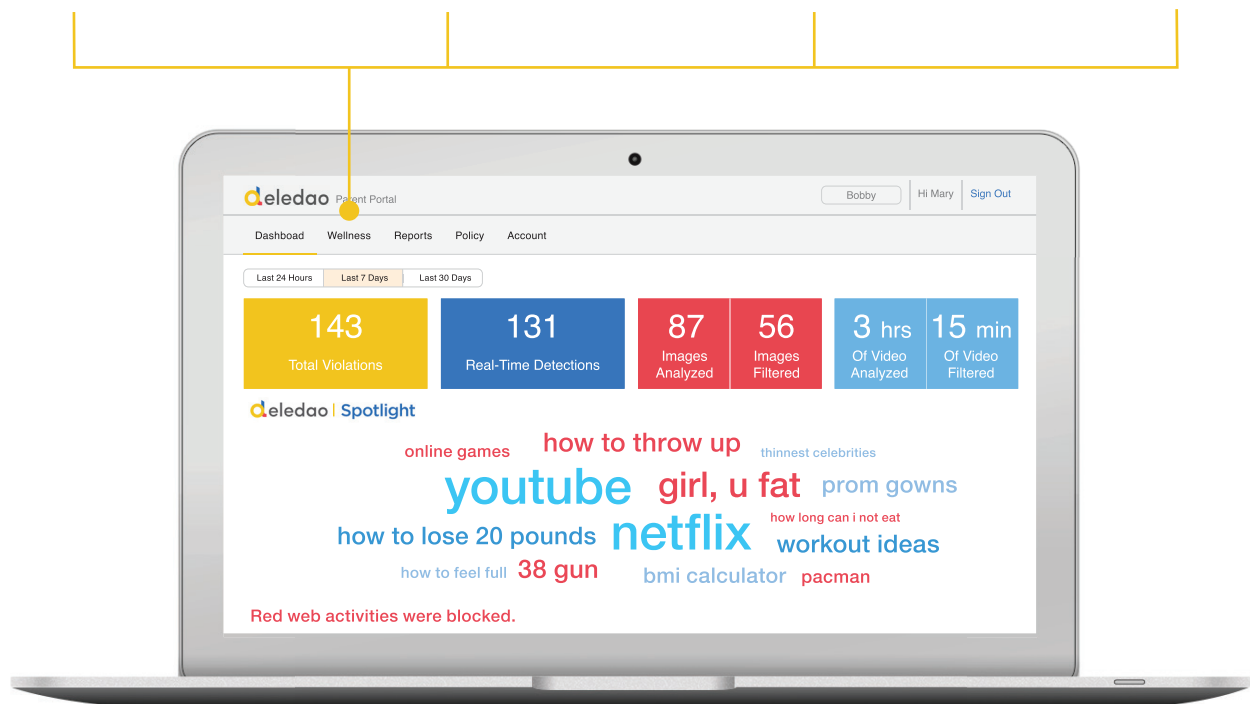 deledao Parent Portal
Bobby
Hi Mary
Sign Out
Dashboad
Wellness
Reports
Policy
Account
Last 24 Hours
Last 7 Days
Last 30 Days
143
Total Violations
131
Real-Time Detections
87
Images
Analyzed
56
Images
Filtered
3 hrs
Of Video
Analyzed
15 min
Of Video
Filtered
deledao | Spotlight
online games
how to throw up
thinnest celebrities
youtube
girl, u fat
prom gowns
how long can i not eat
how to lose 20 pounds
netflix
workout ideas
how to feel full
38 gun
bmi calculator
pacman
Red web activities were blocked.